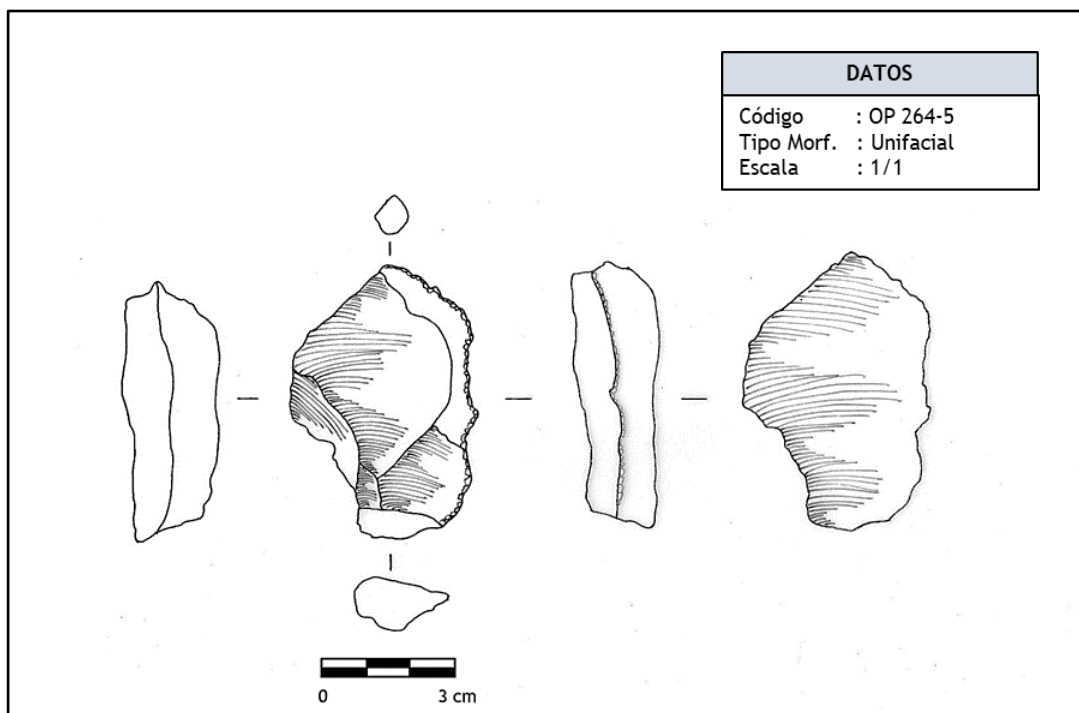 DATOS
Código : OP 264-5
Tipo Morf. : Unifacial
Escala : 1/1
0 3 cm